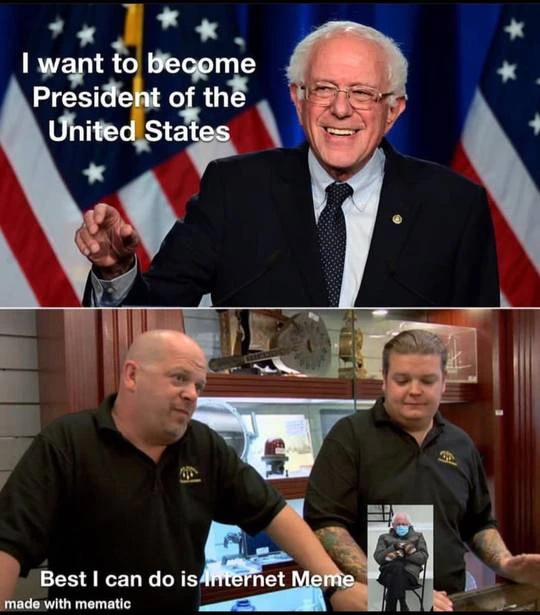 I want to become
President of the
United States
Best I can do is Internet Meme
made with mematic